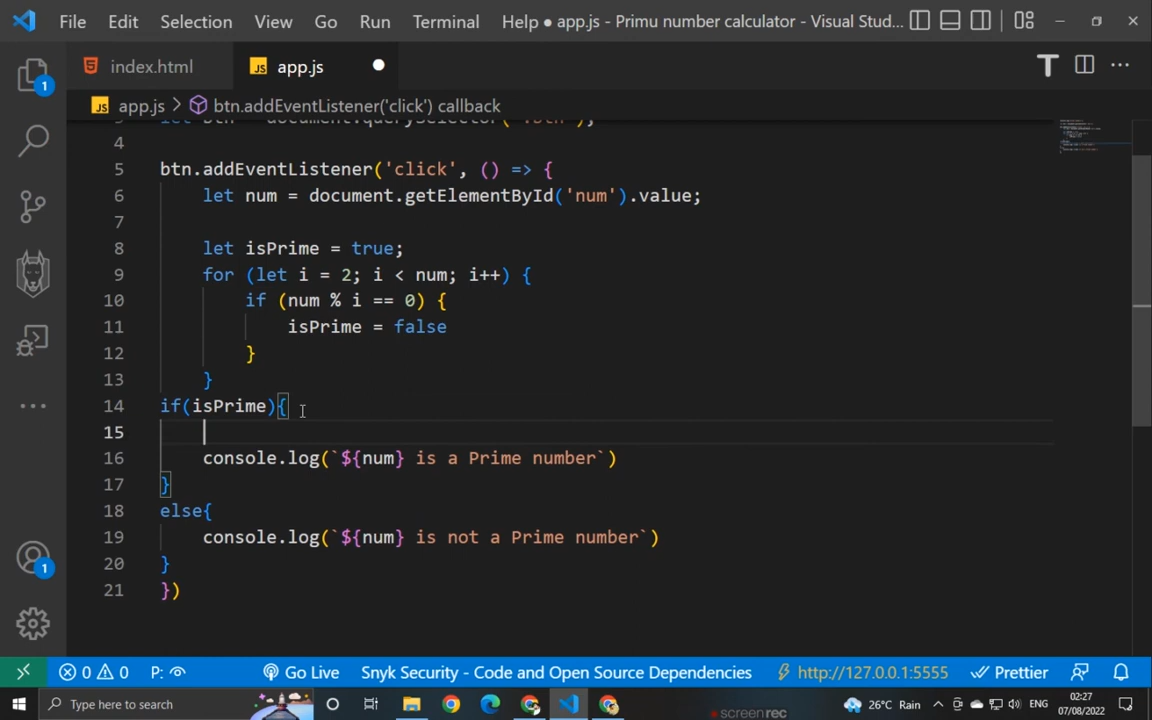 File Edit Selection View Go Run Terminal Help ● app.js - Primu number calculator - Visual Stud...
index.html
JS app.js ●
JS app.js > btn.addEventListener('click') callback
4
5 btn.addEventListener('click', () => {
6 let num = document.getElementById('num').value;
7
8 let isPrime = true;
9 for (let i = 2; i < num; i++) {
10 if (num % i == 0) {
11 isPrime = false
12 }
13 }
14 if(isPrime){
15
16 console.log(`${num} is a Prime number`)
17 }
18 else{
19 console.log(`${num} is not a Prime number`)
20 }
21 })
1
1
0 0 P: Go Live Snyk Security - Code and Open Source Dependencies http://127.0.0.1:5555 Prettier
Type here to search 26°C Rain ENG 02:27
07/08/2022
screenrec